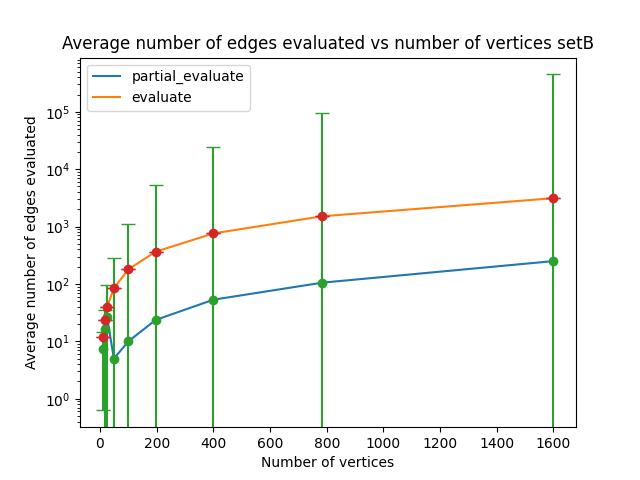 Average number of edges evaluated vs number of vertices setB
partial_evaluate
evaluate
Average number of edges evaluated
10^5
10^4
10^3
10^2
10^1
10^0
0 200 400 600 800 1000 1200 1400 1600
Number of vertices